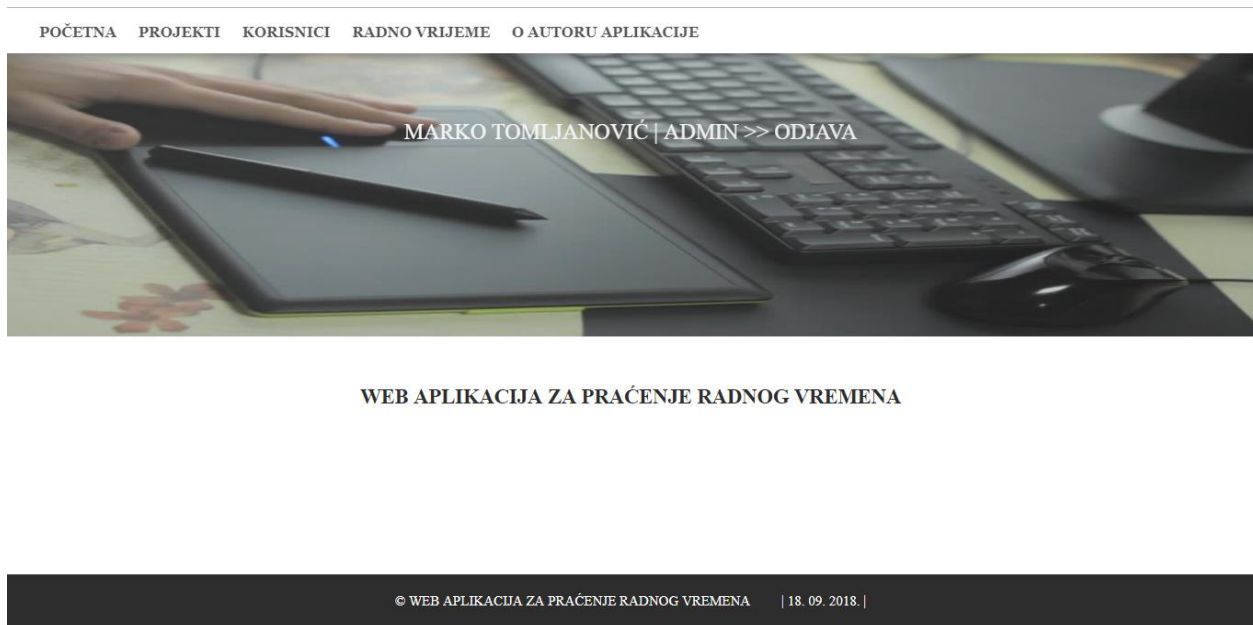 POČETNA PROJEKTI KORISNICI RADNO VRIJEME O AUTORU APLIKACIJE
MARKO TOMLJANOVIĆ | ADMIN >> ODJAVA
WEB APLIKACIJA ZA PRAĆENJE RADNOG VREMENA
© WEB APLIKACIJA ZA PRAĆENJE RADNOG VREMENA | 18. 09. 2018. |